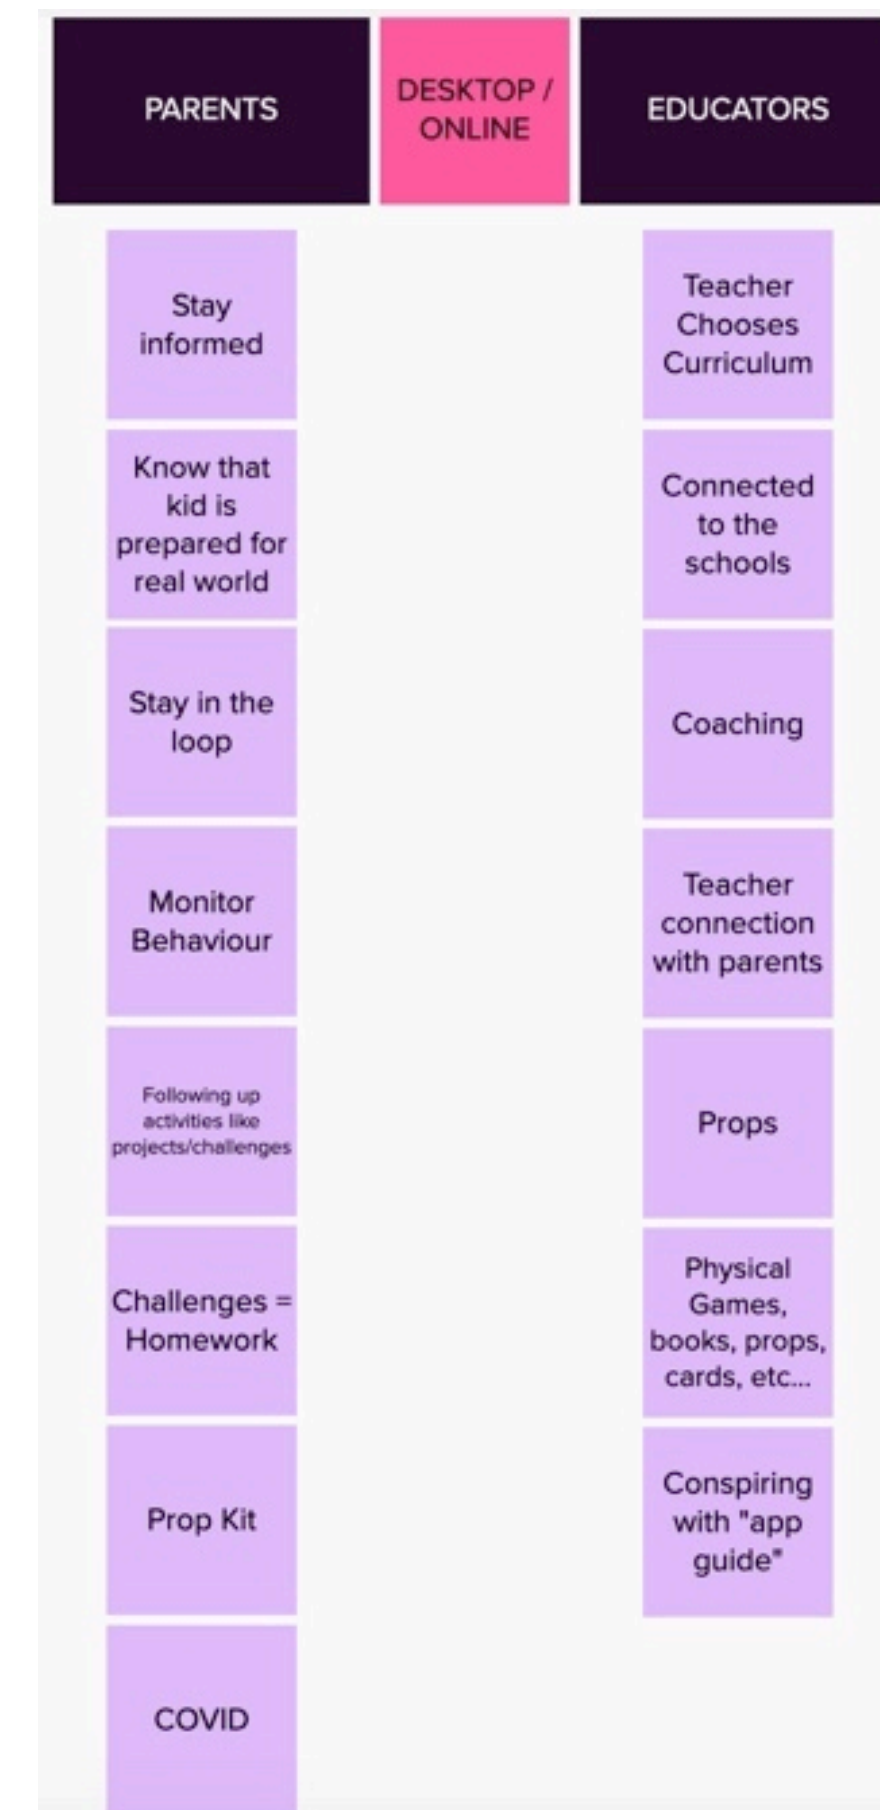 PARENTS
DESKTOP /
ONLINE
EDUCATORS
Stay
informed
Know that
kid is
prepared for
real world
Stay in the
loop
Monitor
Behaviour
Following up
activities like
projects/challenges
Challenges =
Homework
Prop Kit
COVID
Teacher
Chooses
Curriculum
Connected
to the
schools
Coaching
Teacher
connection
with parents
Props
Physical
Games,
books, props,
cards, etc...
Conspiring
with "app
guide"